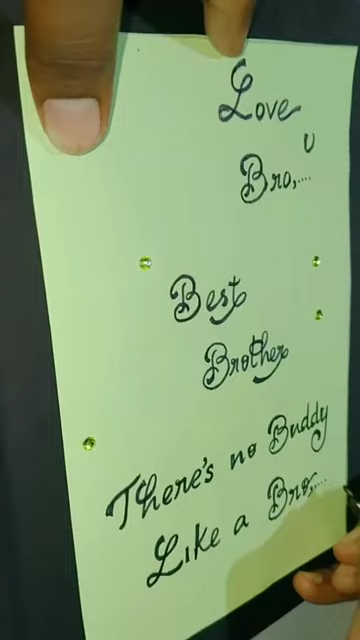 Love
U
Bro,....
Best
Brother
There's no Buddy
Like a Bro,....